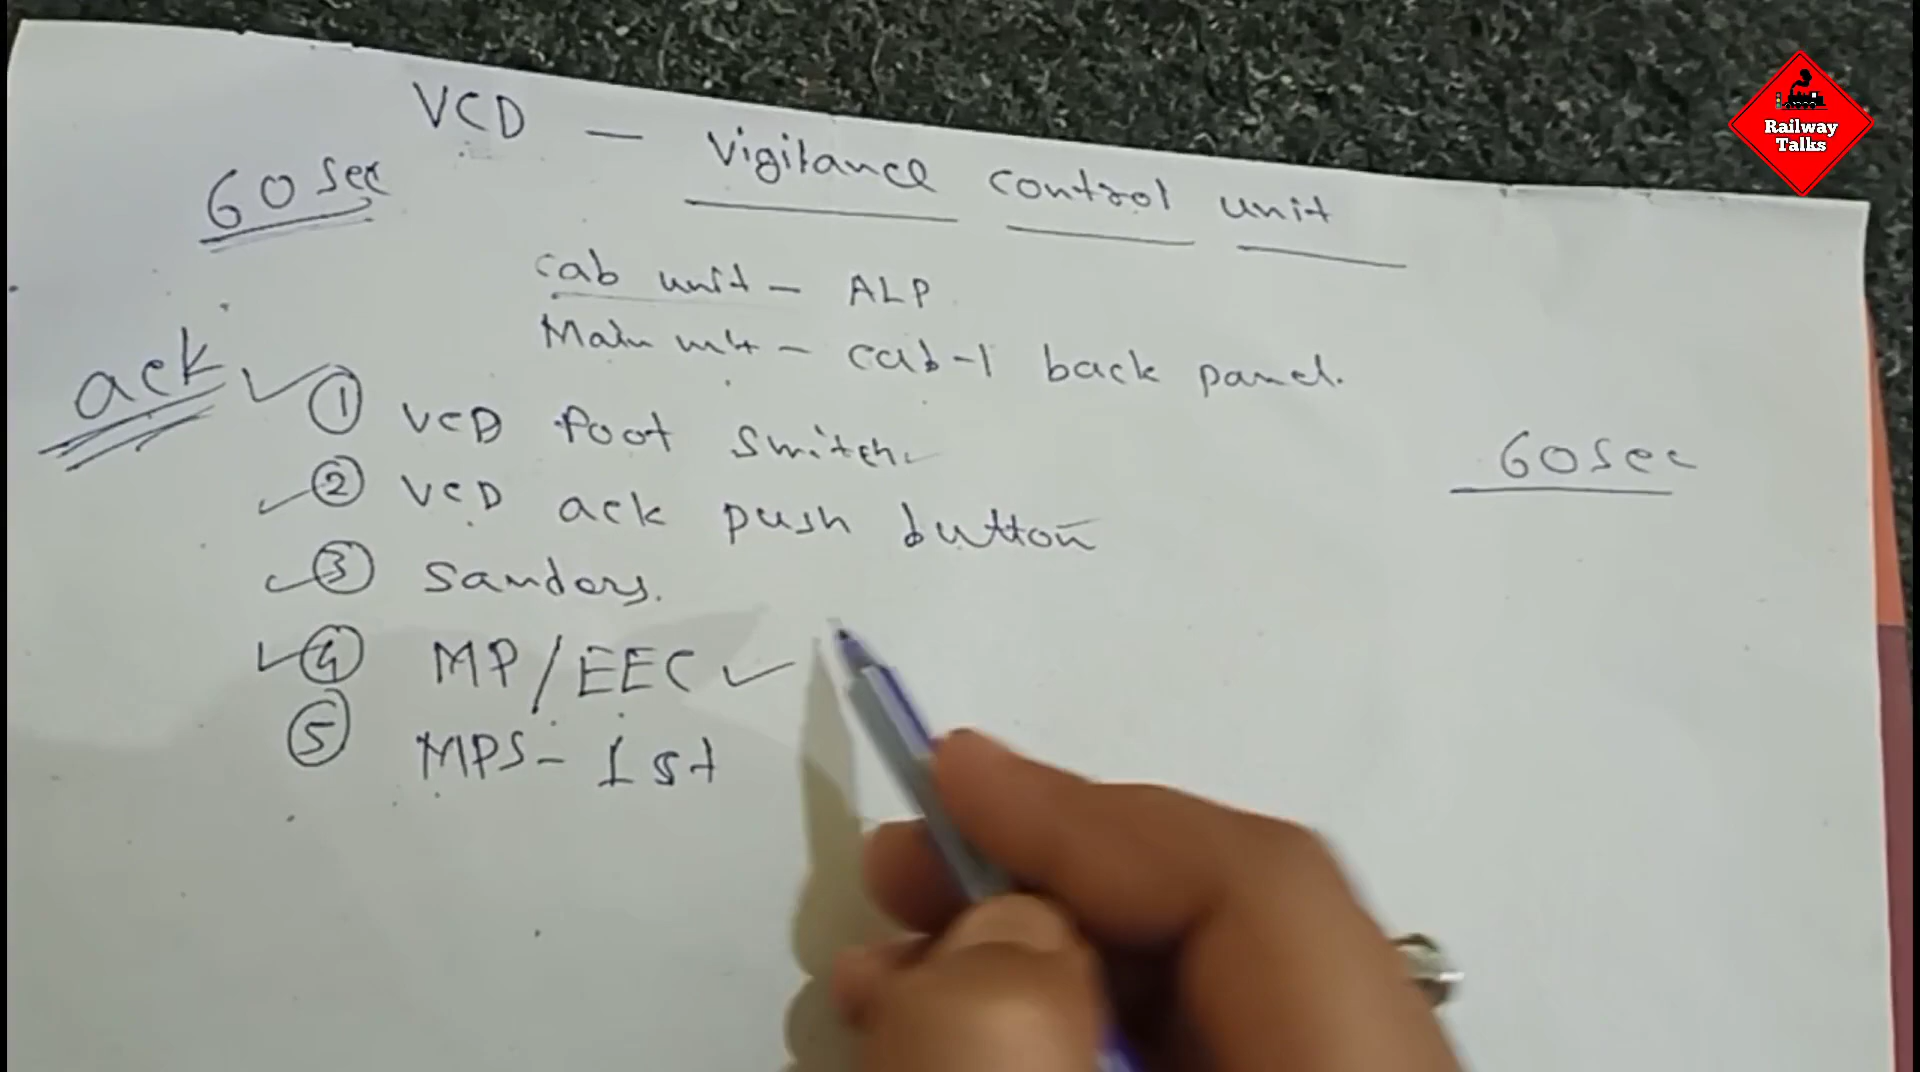 VCD - Vigilance control unit
60 sec
cab unit - ALP
Main unit - cab-1 back panel.
ack
① VCD foot switch
60 sec
② VCD ack push button
③ Sanders.
④ MP/EEC
⑤ MPS - 1st
Railway
Talks